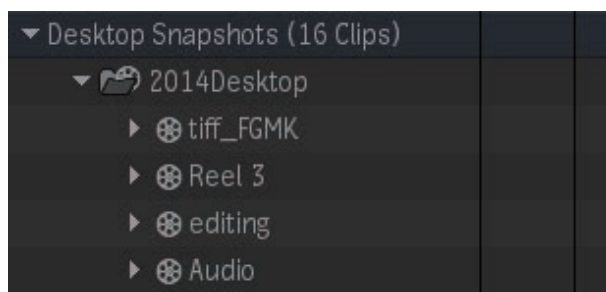 Desktop Snapshots (16 Clips)
2014Desktop
tiff_FGMK
Reel 3
editing
Audio